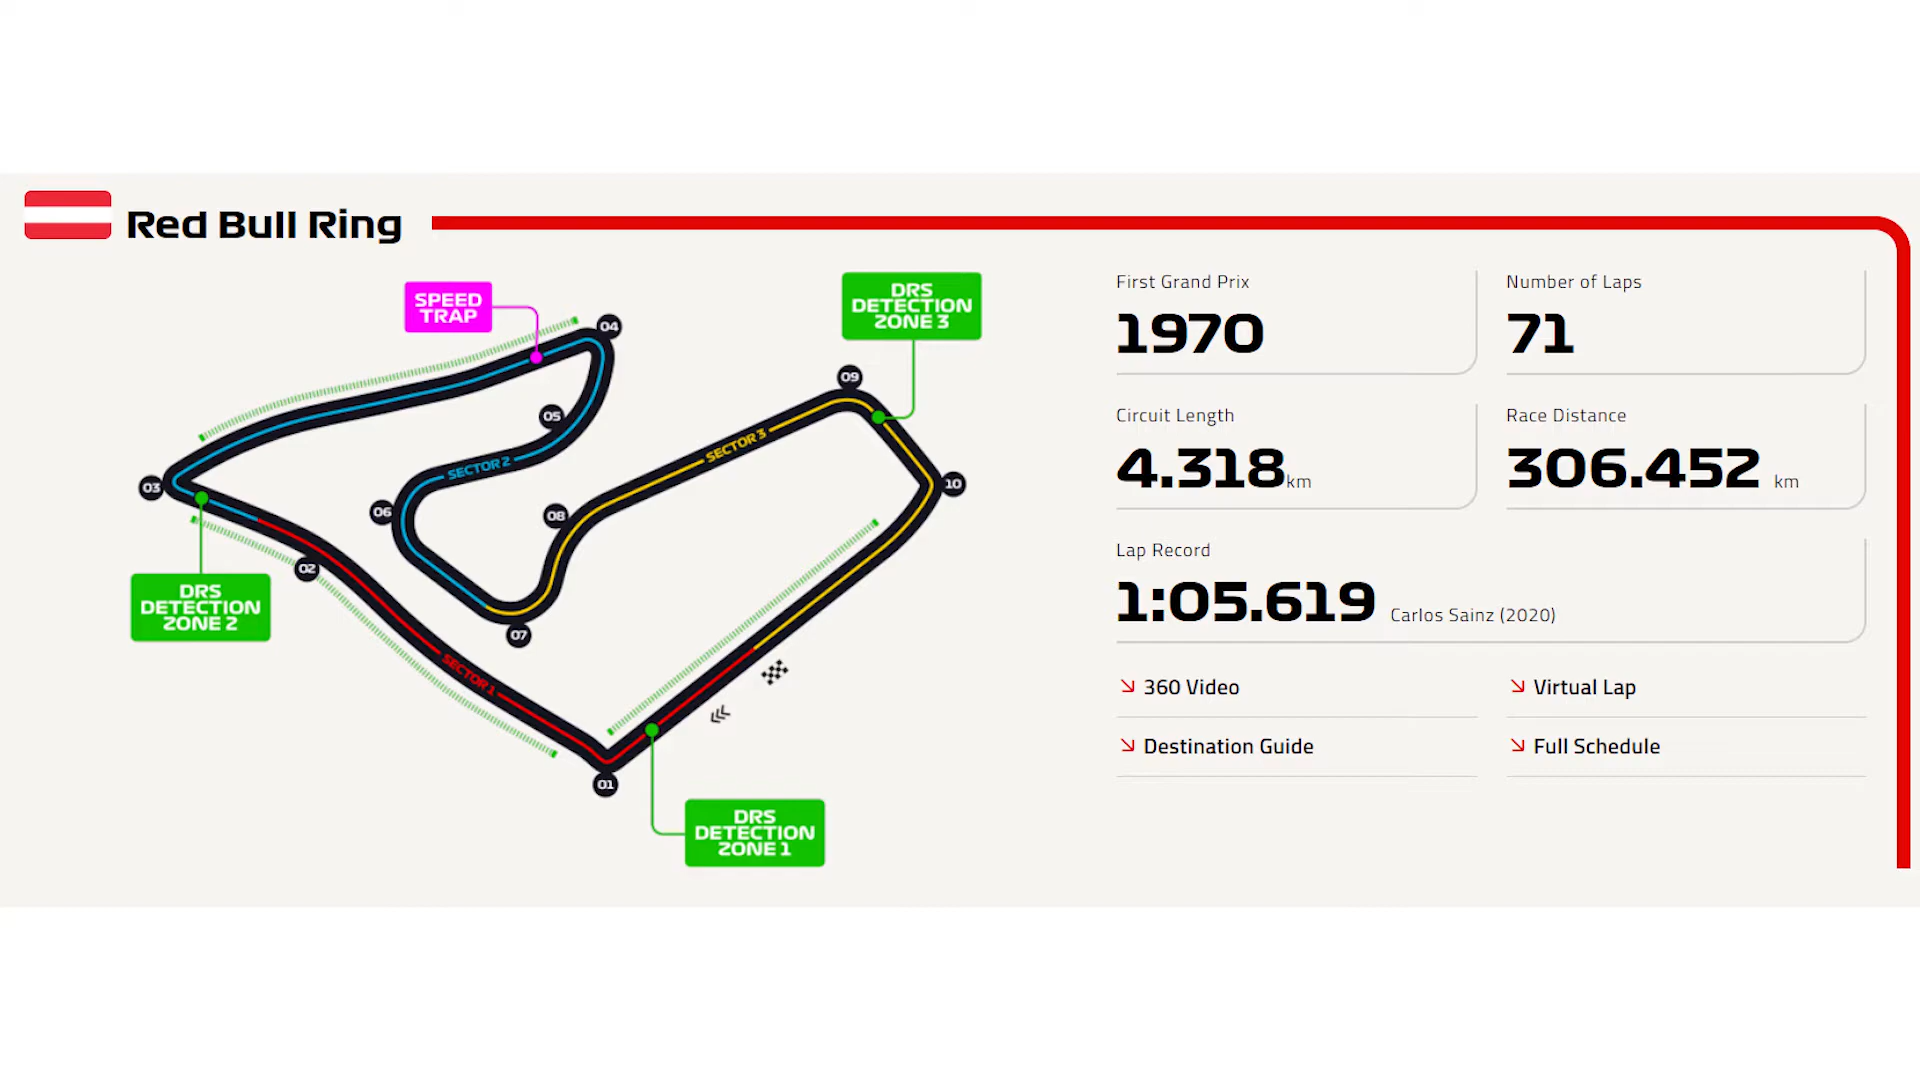 Red Bull Ring
SPEED
TRAP
DRS
DETECTION
ZONE 3
04
09
05
SECTOR 3
SECTOR 2
03
10
06
08
02
DRS
DETECTION
ZONE 2
07
SECTOR 1
01
DRS
DETECTION
ZONE 1
First Grand Prix
1970
Number of Laps
71
Circuit Length
4.318km
Race Distance
306.452 km
Lap Record
1:05.619 Carlos Sainz (2020)
360 Video
Virtual Lap
Destination Guide
Full Schedule